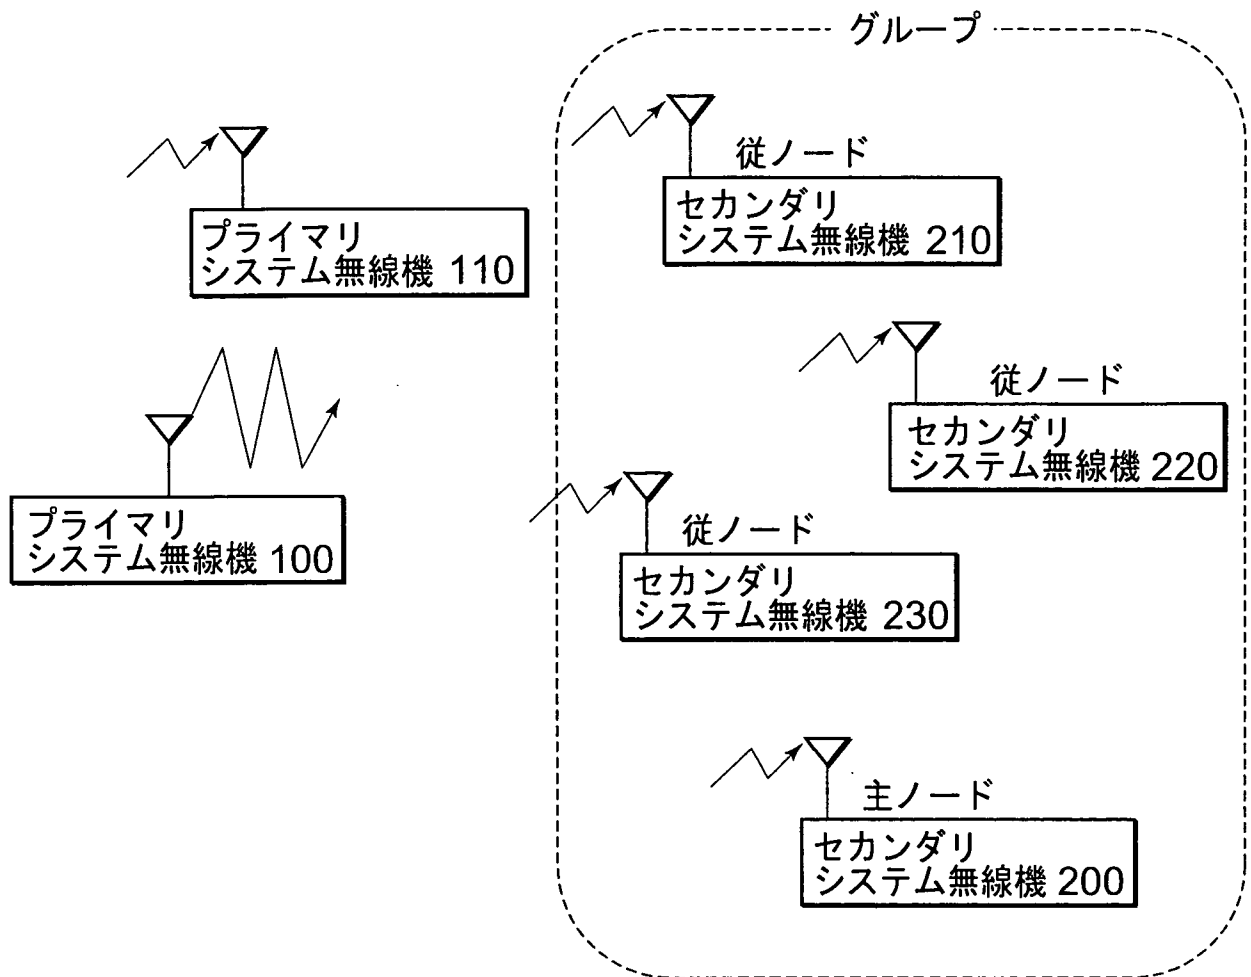 グループ
従ノード
セカンダリ
システム無線機 210
プライマリ
システム無線機 110
従ノード
セカンダリ
システム無線機 220
プライマリ
システム無線機 100
従ノード
セカンダリ
システム無線機 230
主ノード
セカンダリ
システム無線機 200